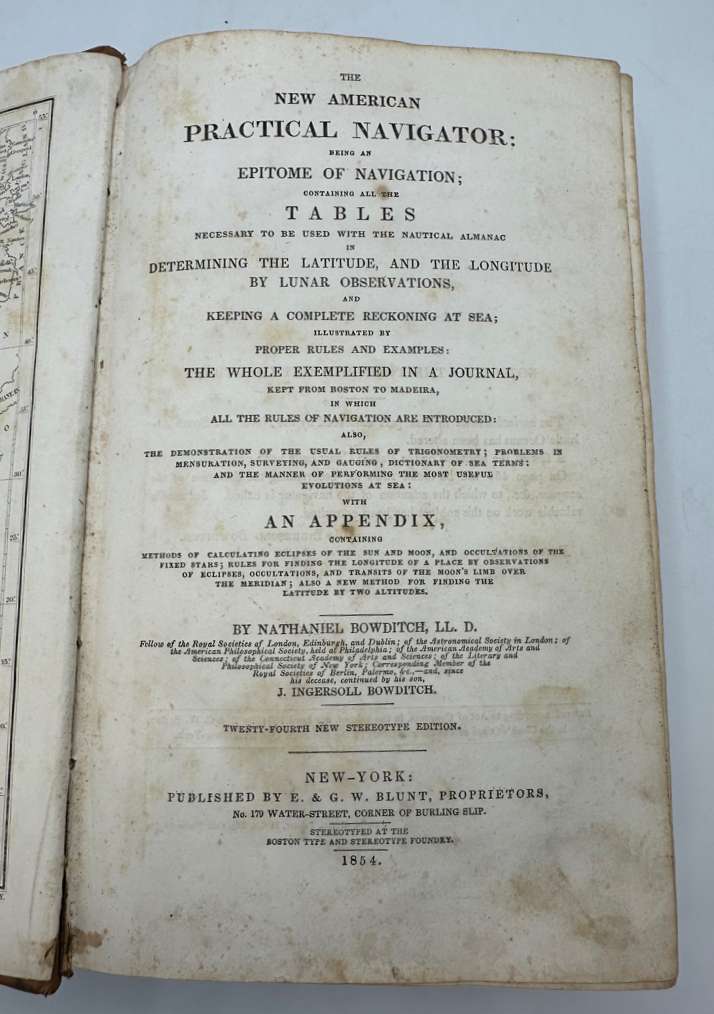 THE
NEW AMERICAN
PRACTICAL NAVIGATOR:
BEING AN
EPITOME OF NAVIGATION;
CONTAINING ALL THE
TABLES
NECESSARY TO BE USED WITH THE NAUTICAL ALMANAC
IN
DETERMINING THE LATITUDE, AND THE LONGITUDE
BY LUNAR OBSERVATIONS,
AND
KEEPING A COMPLETE RECKONING AT SEA;
ILLUSTRATED BY
PROPER RULES AND EXAMPLES:
THE WHOLE EXEMPLIFIED IN A JOURNAL,
KEPT FROM BOSTON TO MADEIRA,
IN WHICH
ALL THE RULES OF NAVIGATION ARE INTRODUCED:
ALSO,
THE DEMONSTRATION OF THE USUAL RULES OF TRIGONOMETRY; PROBLEMS IN
MENSURATION, SURVEYING, AND GAUGING, DICTIONARY OF SEA TERMS:
AND THE MANNER OF PERFORMING THE MOST USEFUL
EVOLUTIONS AT SEA:
WITH
AN APPENDIX,
CONTAINING
METHODS OF CALCULATING ECLIPSES OF THE SUN AND MOON, AND OCCULTATIONS OF THE
FIXED STARS; RULES FOR FINDING THE LONGITUDE OF A PLACE BY OBSERVATIONS
OF ECLIPSES, OCCULTATIONS, AND TRANSITS OF THE MOON'S LIMB OVER
THE MERIDIAN; ALSO A NEW METHOD FOR FINDING THE
LATITUDE BY TWO ALTITUDES.
BY NATHANIEL BOWDITCH, LL. D.
Fellow of the Royal Societies of London, Edinburgh, and Dublin; of the Astronomical Society in London; of
the American Philosophical Society, held at Philadelphia; of the American Academy of Arts and
Sciences; of the Connecticut Academy of Arts and Sciences; of the Literary and
Philosophical Society of New York; Corresponding Member of the
Royal Societies of Berlin, Palermo, &c.,—and, since
his decease, continued by his son,
J. INGERSOLL BOWDITCH.
TWENTY-FOURTH NEW STEREOTYPE EDITION.
NEW-YORK:
PUBLISHED BY E. & G. W. BLUNT, PROPRIETORS,
No. 179 WATER-STREET, CORNER OF BURLING SLIP.
STEREOTYPED AT THE
BOSTON TYPE AND STEREOTYPE FOUNDRY.
1854.